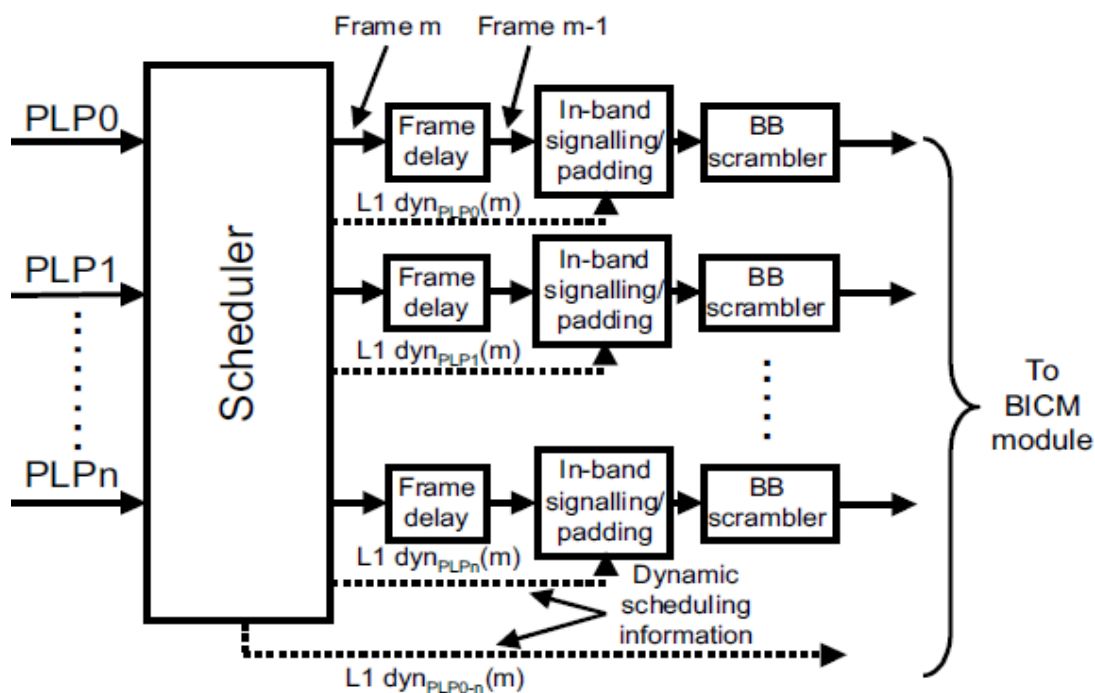 Frame m
Frame m-1
PLP0
Frame
delay
In-band
signalling/
padding
BB
scrambler
L1 dynPLP0(m)
PLP1
Frame
delay
In-band
signalling/
padding
BB
scrambler
L1 dynPLP1(m)
Scheduler
To
BICM
module
PLPn
Frame
delay
In-band
signalling/
padding
BB
scrambler
L1 dynPLPn(m)
Dynamic
scheduling
information
L1 dynPLP0-n(m)